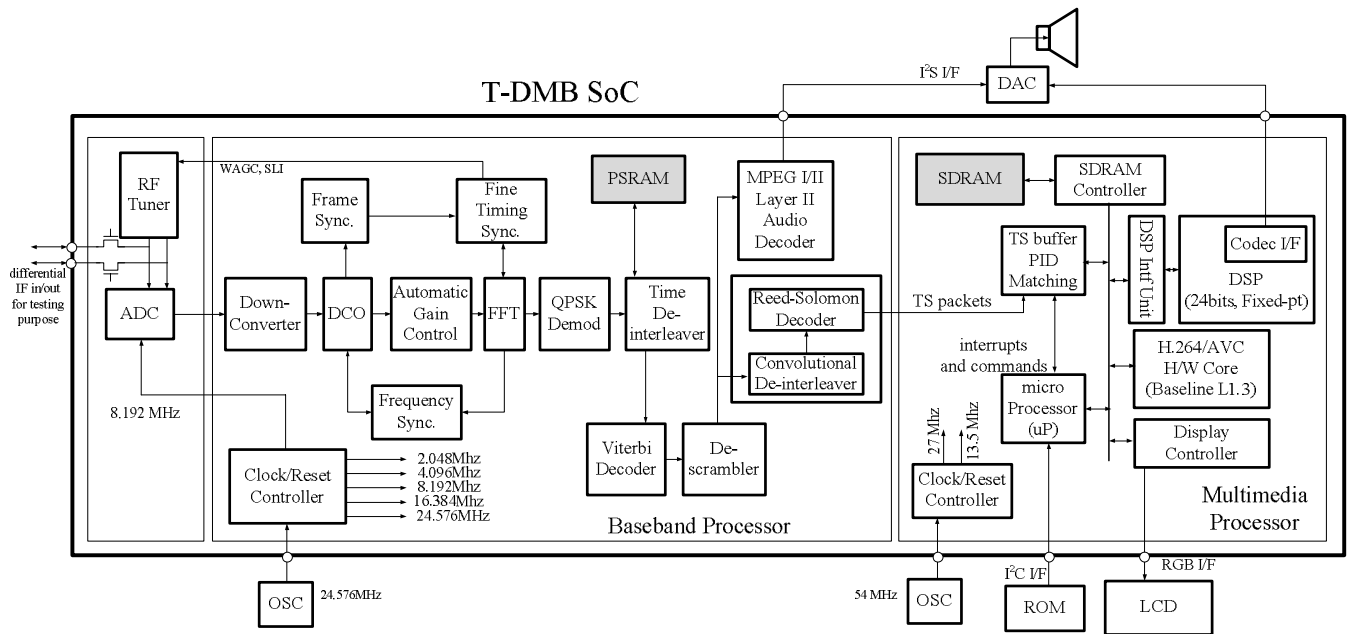 I²S I/F
DAC
T-DMB SoC
RF
Tuner
WAGC, SLI
Frame
Sync.
Fine
Timing
Sync.
PSRAM
MPEG I/II
Layer II
Audio
Decoder
SDRAM
SDRAM
Controller
TS buffer
PID
Matching
DSP Intf Unit
Codec I/F
DSP
(24bits, Fixed-pt)
differential
IF in/out
for testing
purpose
ADC
Down-
Converter
DCO
Automatic
Gain
Control
FFT
QPSK
Demod
Time
De-
interleaver
Reed-Solomon
Decoder
TS packets
Convolutional
De-interleaver
interrupts
and commands
micro
Processor
(uP)
H.264/AVC
H/W Core
(Baseline L1.3)
8.192 MHz
Frequency
Sync.
Viterbi
Decoder
De-
scrambler
27 Mhz
13.5 Mhz
Display
Controller
Clock/Reset
Controller
2.048Mhz
4.096Mhz
8.192Mhz
16.384Mhz
24.576MHz
Clock/Reset
Controller
Baseband Processor
Multimedia
Processor
OSC
24.576MHz
54 MHz
OSC
I²C I/F
ROM
RGB I/F
LCD